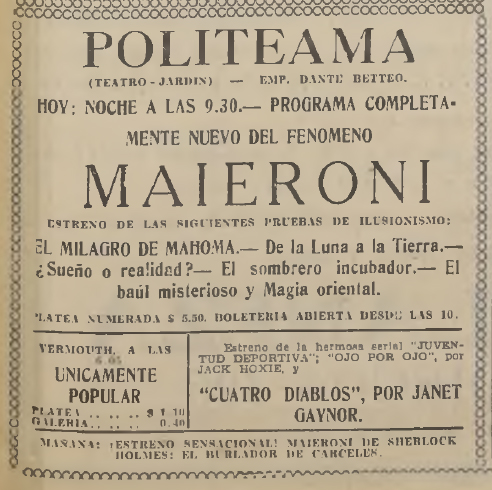 POLITEAMA
(TEATRO-JARDIN) — EMP. DANTE BETTEO.
HOY: NOCHE A LAS 9.30.— PROGRAMA COMPLETA-
MENTE NUEVO DEL FENOMENO
MAIERONI
ESTRENO DE LAS SIGUIENTES PRUEBAS DE ILUSIONISMO:
EL MILAGRO DE MAHOMA.— De la Luna a la Tierra.—
¿Sueño o realidad?— El sombrero incubador.— El
baúl misterioso y Magia oriental.
PLATEA NUMERADA $ 5.50. BOLETERIA ABIERTA DESDE LAS 10.
VERMOUTH, A LAS
UNICAMENTE
POPULAR
PLATEA .. .. .. $ 1.10
GALERIA .. .. .. 0.40
Estreno de la hermosa serial "JUVEN-
TUD DEPORTIVA"; "OJO POR OJO", por
JACK HOXIE, y
"CUATRO DIABLOS", POR JANET
GAYNOR.
MAÑANA: ¡ESTRENO SENSACIONAL! MAIERONI DE SHERLOCK
HOLMES: EL BURLADOR DE CARCELES.